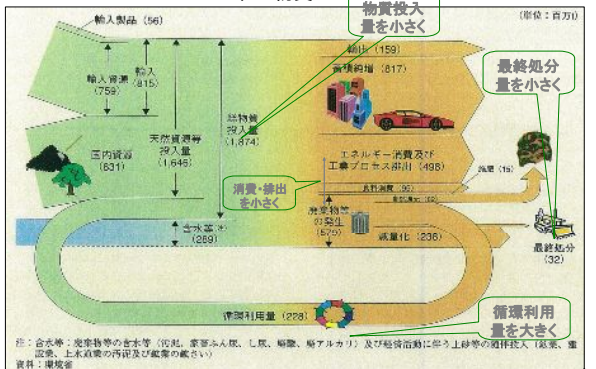 物質投入
量を小さく
(単位：百万t)
輸入製品 (56)
輸出 (159)
蓄積純増 (817)
最終処分
量を小さく
輸入資源
(759)
輸入
(815)
総物質
投入量
(1,874)
天然資源等
投入量
(1,646)
国内資源
(831)
エネルギー消費及び
工業プロセス排出 (498)
施肥 (15)
食料消費 (96)
消費・排出
を小さく
廃棄物等
の発生
(579)
含水等(注)
(289)
減量化 (236)
最終処分
(32)
循環利用量 (228)
循環利用
量を大きく
注：含水等：廃棄物等の含水等（汚泥、家畜ふん尿、し尿、廃酸、廃アルカリ）及び経済活動に伴う土砂等の随伴投入（鉱業、建
設業、上水道業の汚泥及び鉱業の鉱さい）
資料：環境省